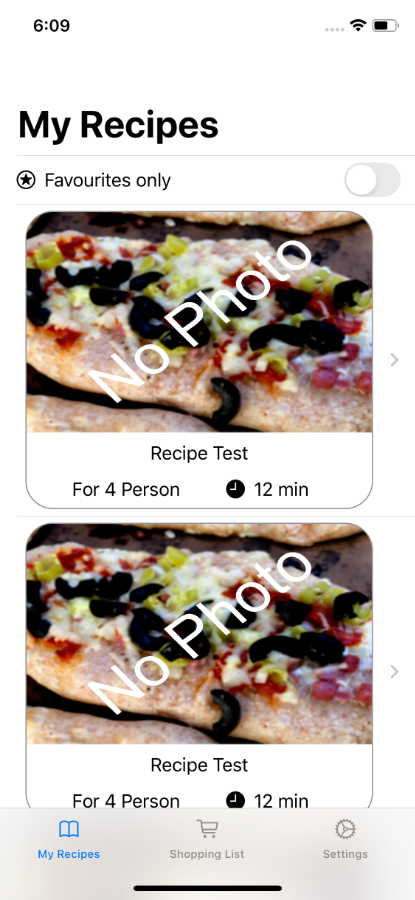 6:09
My Recipes
Favourites only
No Photo
Recipe Test
For 4 Person 12 min
No Photo
Recipe Test
For 4 Person 12 min
My Recipes Shopping List Settings